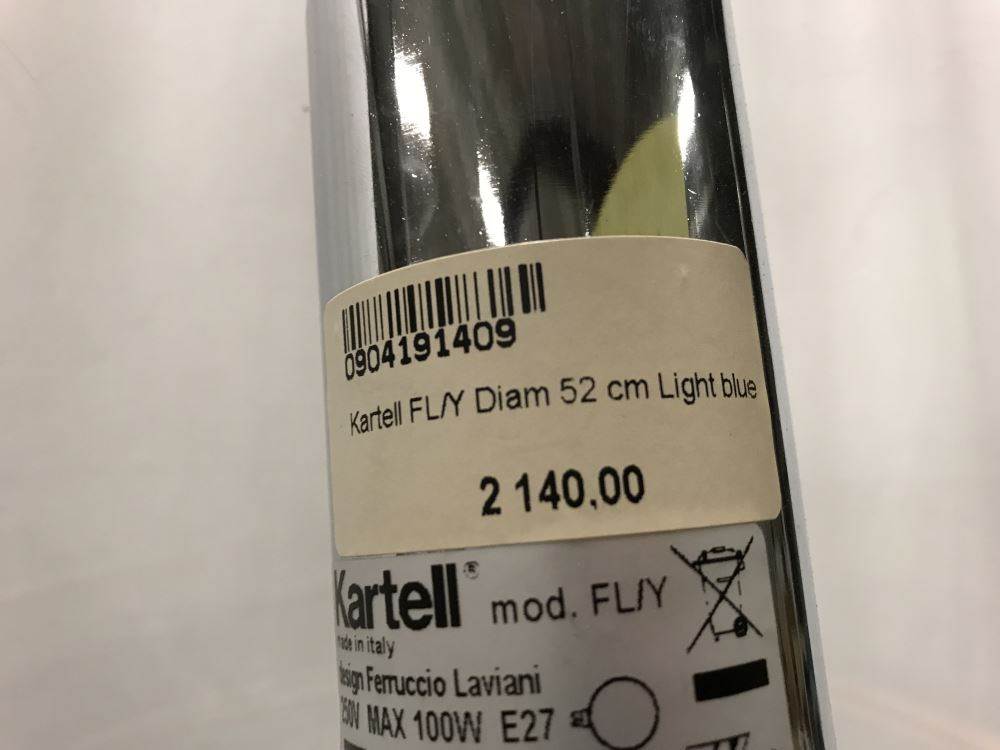 0904191409
Kartell FL/Y Diam 52 cm Light blue
2 140,00
Kartell® mod. FL/Y
made in italy
design Ferruccio Laviani
250V MAX 100W E27